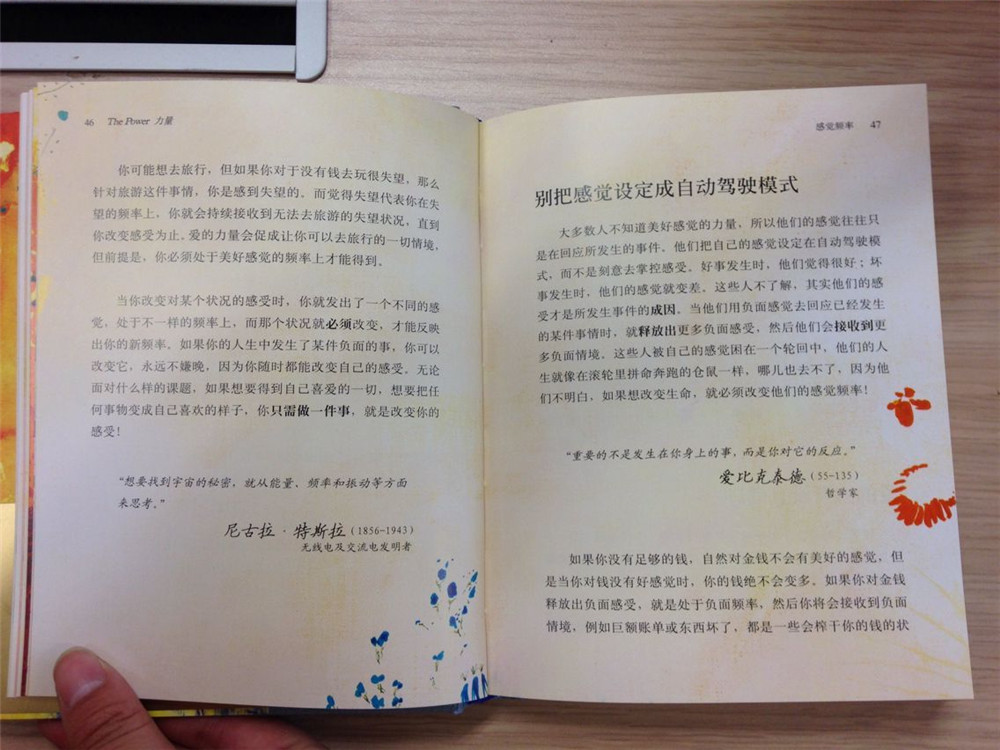 46 The Power 力量
你可能想去旅行，但如果你对于没有钱去玩很失望，那么
针对旅游这件事情，你是感到失望的。而觉得失望代表你在失
望的频率上，你就会持续接收到无法去旅游的失望状况，直到
你改变感受为止。爱的力量会促成让你可以去旅行的一切情境，
但前提是，你必须处于美好感觉的频率上才能得到。
当你改变对某个状况的感受时，你就发出了一个不同的感
觉，处于不一样的频率上，而那个状况就必须改变，才能反映
出你的新频率。如果你的人生中发生了某件负面的事，你可以
改变它，永远不嫌晚，因为你随时都能改变自己的感受。无论
面对什么样的课题，如果想要得到自己喜爱的一切，想要把任
何事物变成自己喜欢的样子，你只需做一件事，就是改变你的
感受！
“想要找到宇宙的秘密，就从能量、频率和振动等方面
来思考。”
尼古拉·特斯拉（1856-1943）
无线电及交流电发明者
感觉频率 47
别把感觉设定成自动驾驶模式
大多数人不知道美好感觉的力量，所以他们的感觉往往只
是在回应所发生的事件。他们把自己的感觉设定在自动驾驶模
式，而不是刻意去掌控感受。好事发生时，他们觉得很好；坏
事发生时，他们的感觉就变差。这些人不了解，其实他们的感
受才是所发生事件的成因。当他们用负面感觉去回应已经发生
的某件事情时，就释放出更多负面感受，然后他们会接收到更
多负面情境。这些人被自己的感觉困在一个轮回中，他们的人
生就像在滚轮里拼命奔跑的仓鼠一样，哪儿也去不了，因为他
们不明白，如果想改变生命，就必须改变他们的感觉频率！
“重要的不是发生在你身上的事，而是你对它的反应。”
爱比克泰德（55-135）
哲学家
如果你没有足够的钱，自然对金钱不会有美好的感觉，但
是当你对钱没有好感觉时，你的钱绝不会变多。如果你对金钱
释放出负面感受，就是处于负面频率，然后你将会接收到负面
情境，例如巨额账单或东西坏了，都是一些会榨干你的钱的状